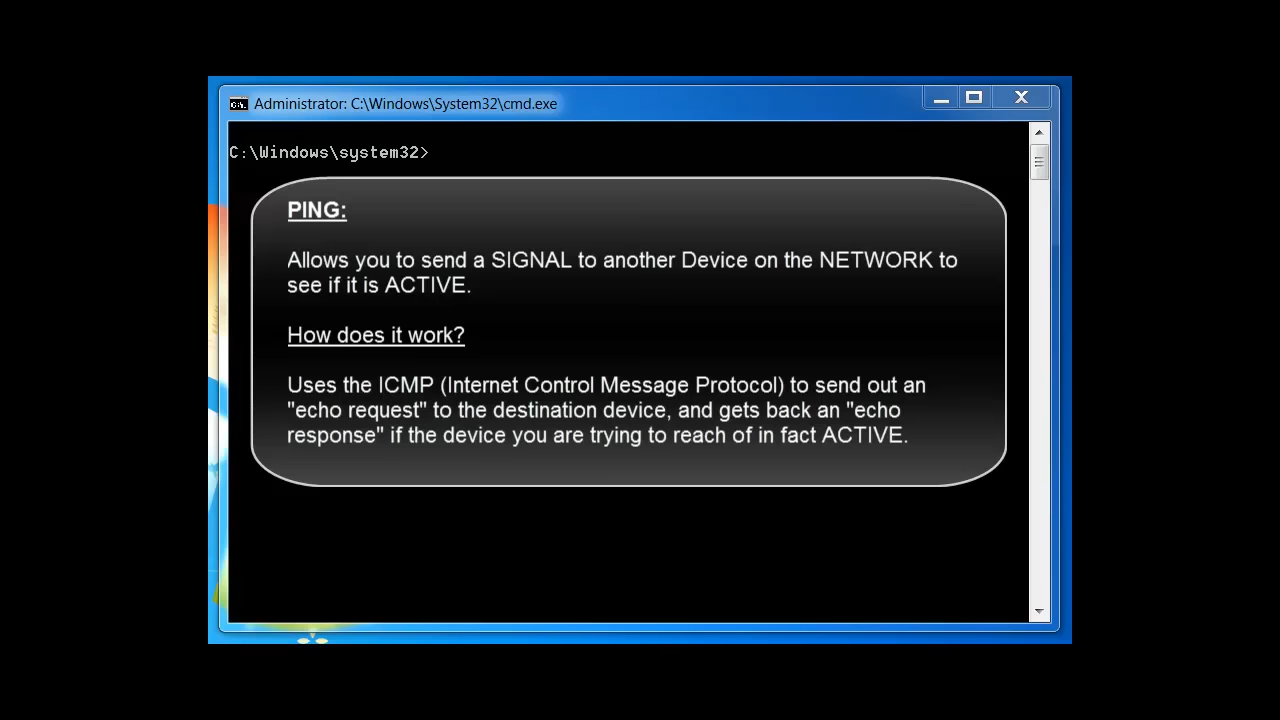 Administrator: C:\Windows\System32\cmd.exe
C:\Windows\system32>
PING:
Allows you to send a SIGNAL to another Device on the NETWORK to
see if it is ACTIVE.
How does it work?
Uses the ICMP (Internet Control Message Protocol) to send out an
"echo request" to the destination device, and gets back an "echo
response" if the device you are trying to reach of in fact ACTIVE.